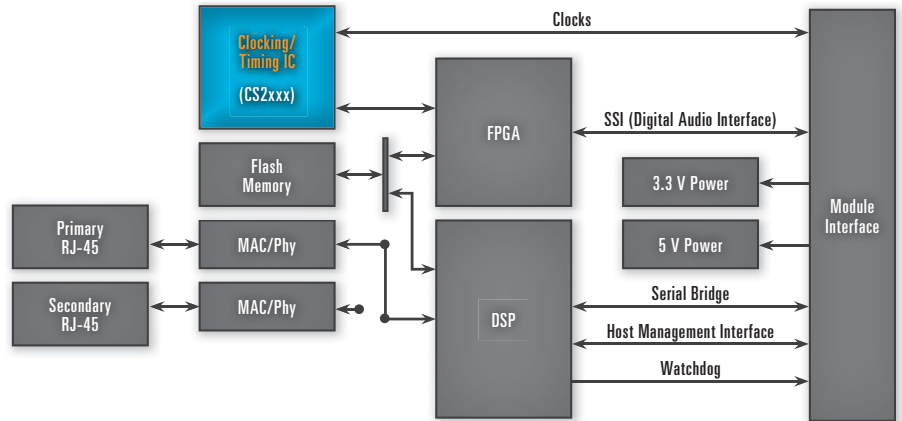 Clocks
Clocking/
Timing IC
(CS2xxx)
FPGA
SSI (Digital Audio Interface)
Flash
Memory
3.3 V Power
Module
Interface
Primary
RJ-45
MAC/Phy
5 V Power
Secondary
RJ-45
MAC/Phy
DSP
Serial Bridge
Host Management Interface
Watchdog